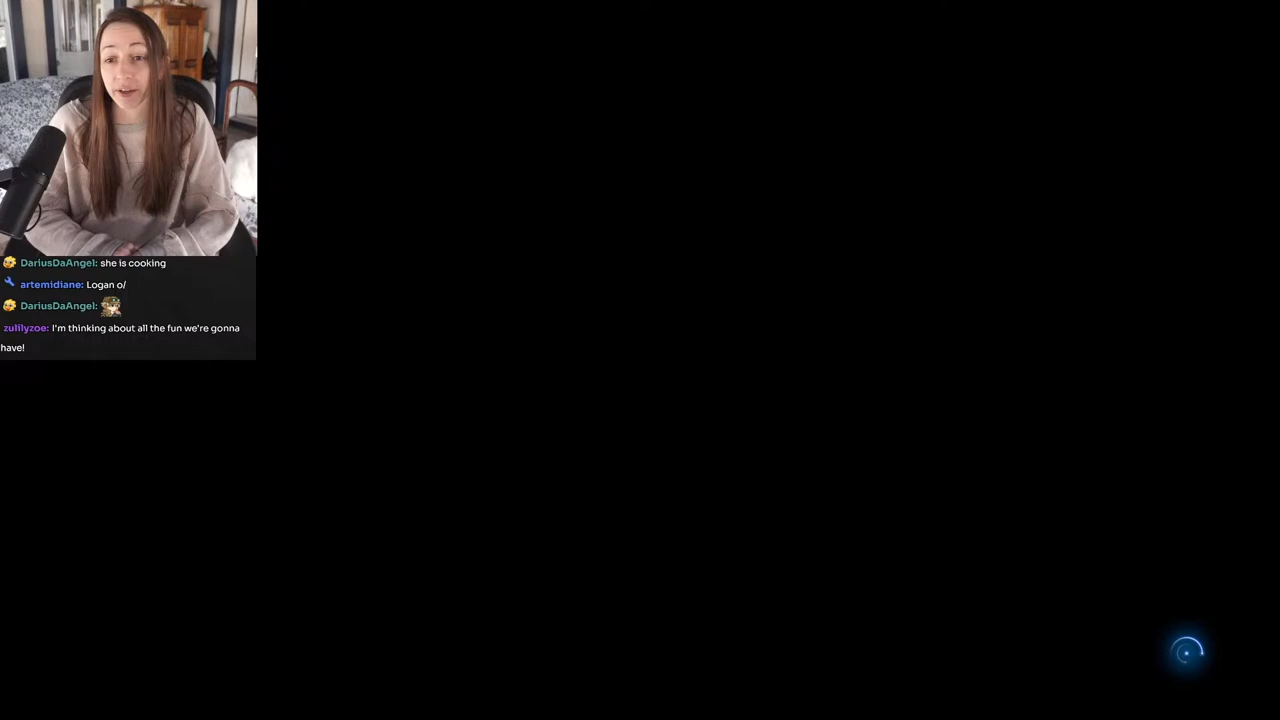 DariusDaAngel: she is cooking
artemidiane: Logan o/
DariusDaAngel:
zulilyzoe: I'm thinking about all the fun we're gonna
have!